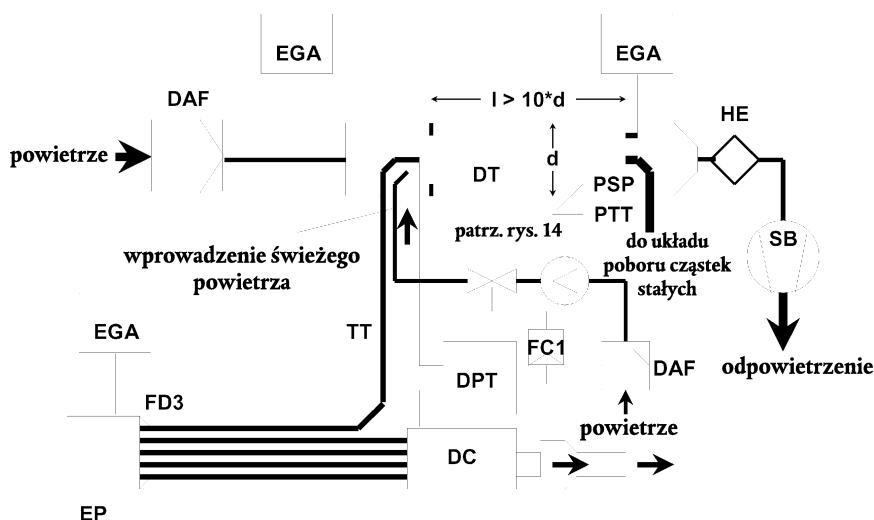 EGA
EGA
DAF
l > 10*d
HE
powietrze
d
DT
PSP
PTT
SB
patrz. rys. 14
do układu
poboru cząstek
stałych
wprowadzenie świeżego
powietrza
EGA
TT
FC1
DAF
odpowietrzenie
DPT
FD3
powietrze
DC
EP